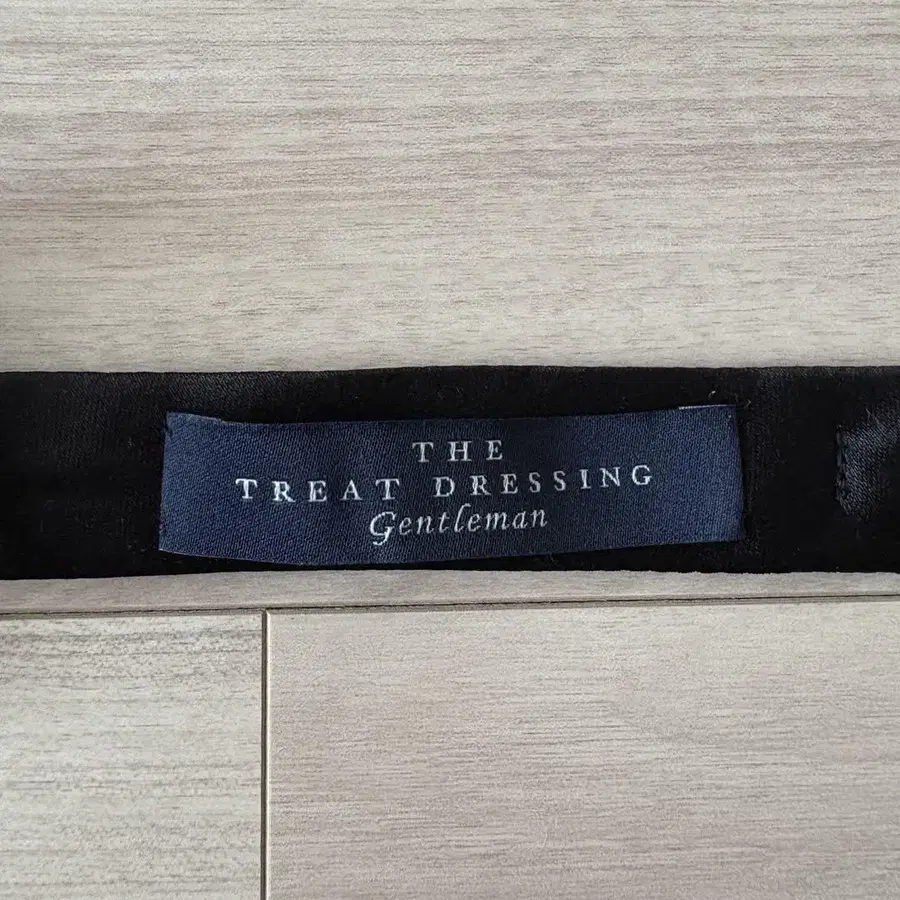 THE
TREAT DRESSING
Gentleman